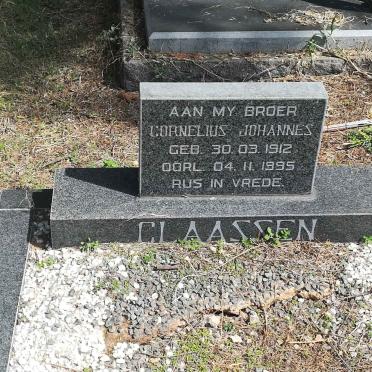 AAN MY BROER
CORNELIUS JOHANNES
GEB. 30.03.1912
OORL. 04.11.1995
RUS IN VREDE.
CLAASSEN